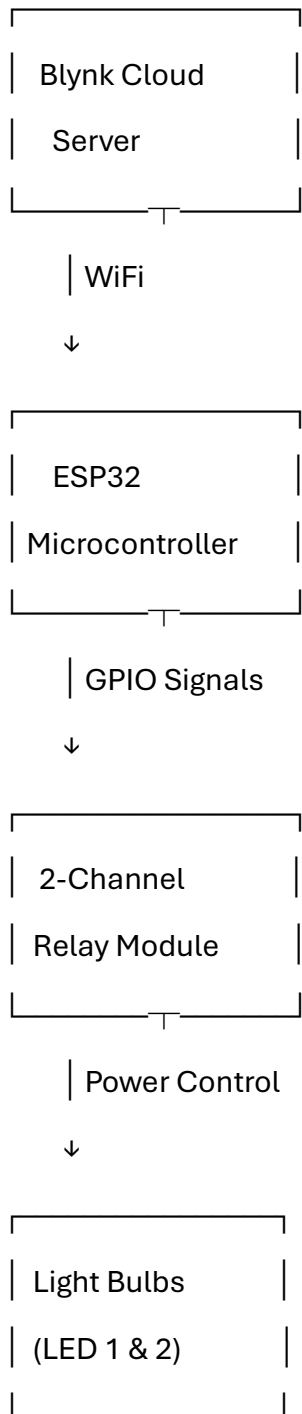 Blynk Cloud
Server
WiFi
↓
ESP32
Microcontroller
GPIO Signals
↓
2-Channel
Relay Module
Power Control
↓
Light Bulbs
(LED 1 & 2)